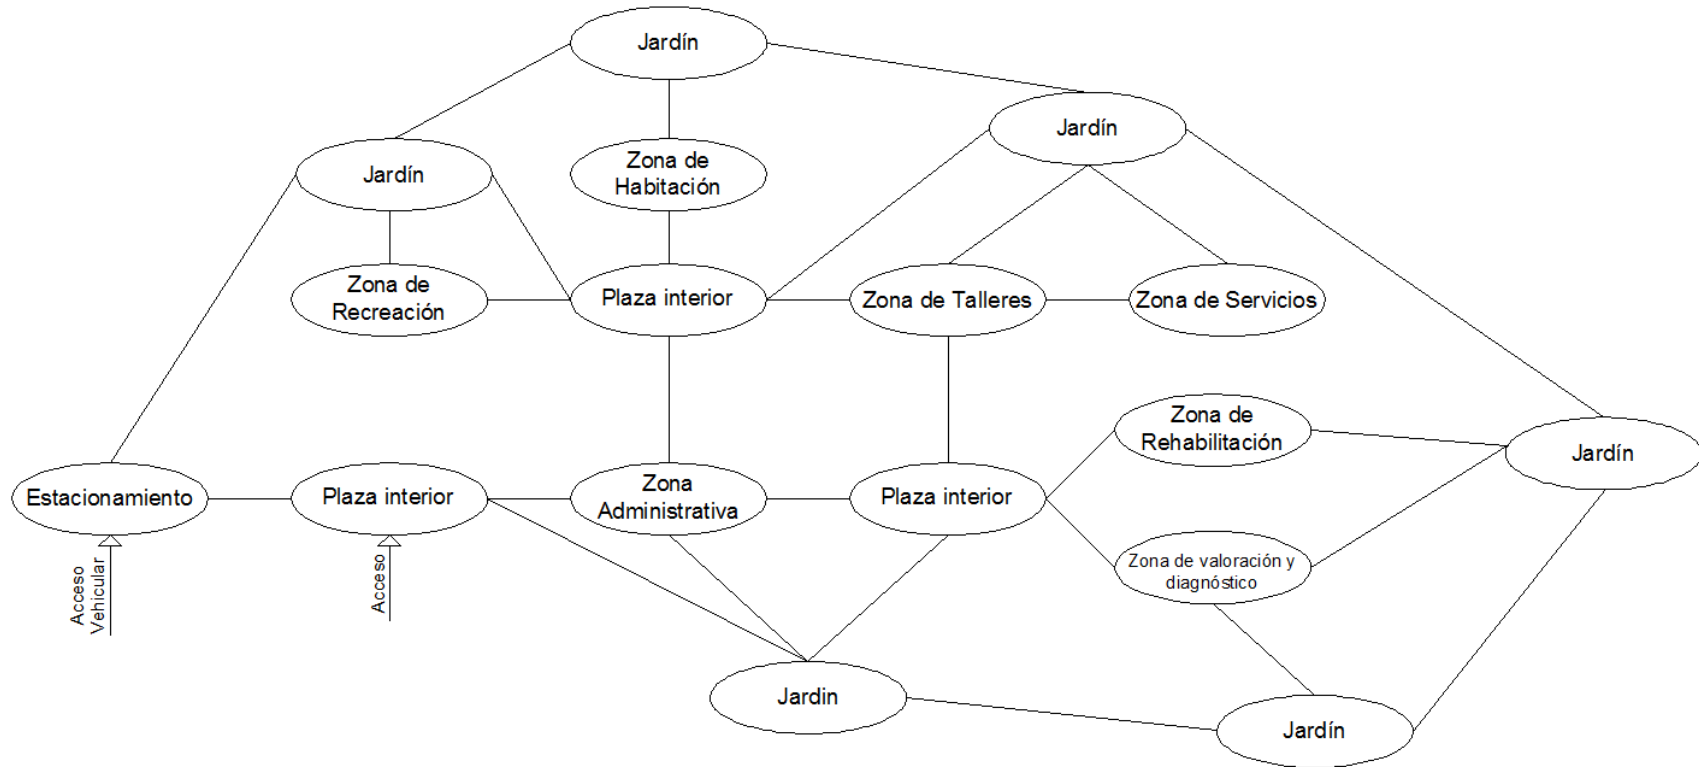 Jardín
Jardín
Zona de
Habitación
Jardín
Zona de
Recreación
Plaza interior
Zona de Talleres
Zona de Servicios
Zona de
Rehabilitación
Jardín
Estacionamiento
Plaza interior
Zona
Administrativa
Plaza interior
Zona de valoración y
diagnóstico
Acceso
Vehicular
Acceso
Jardin
Jardín